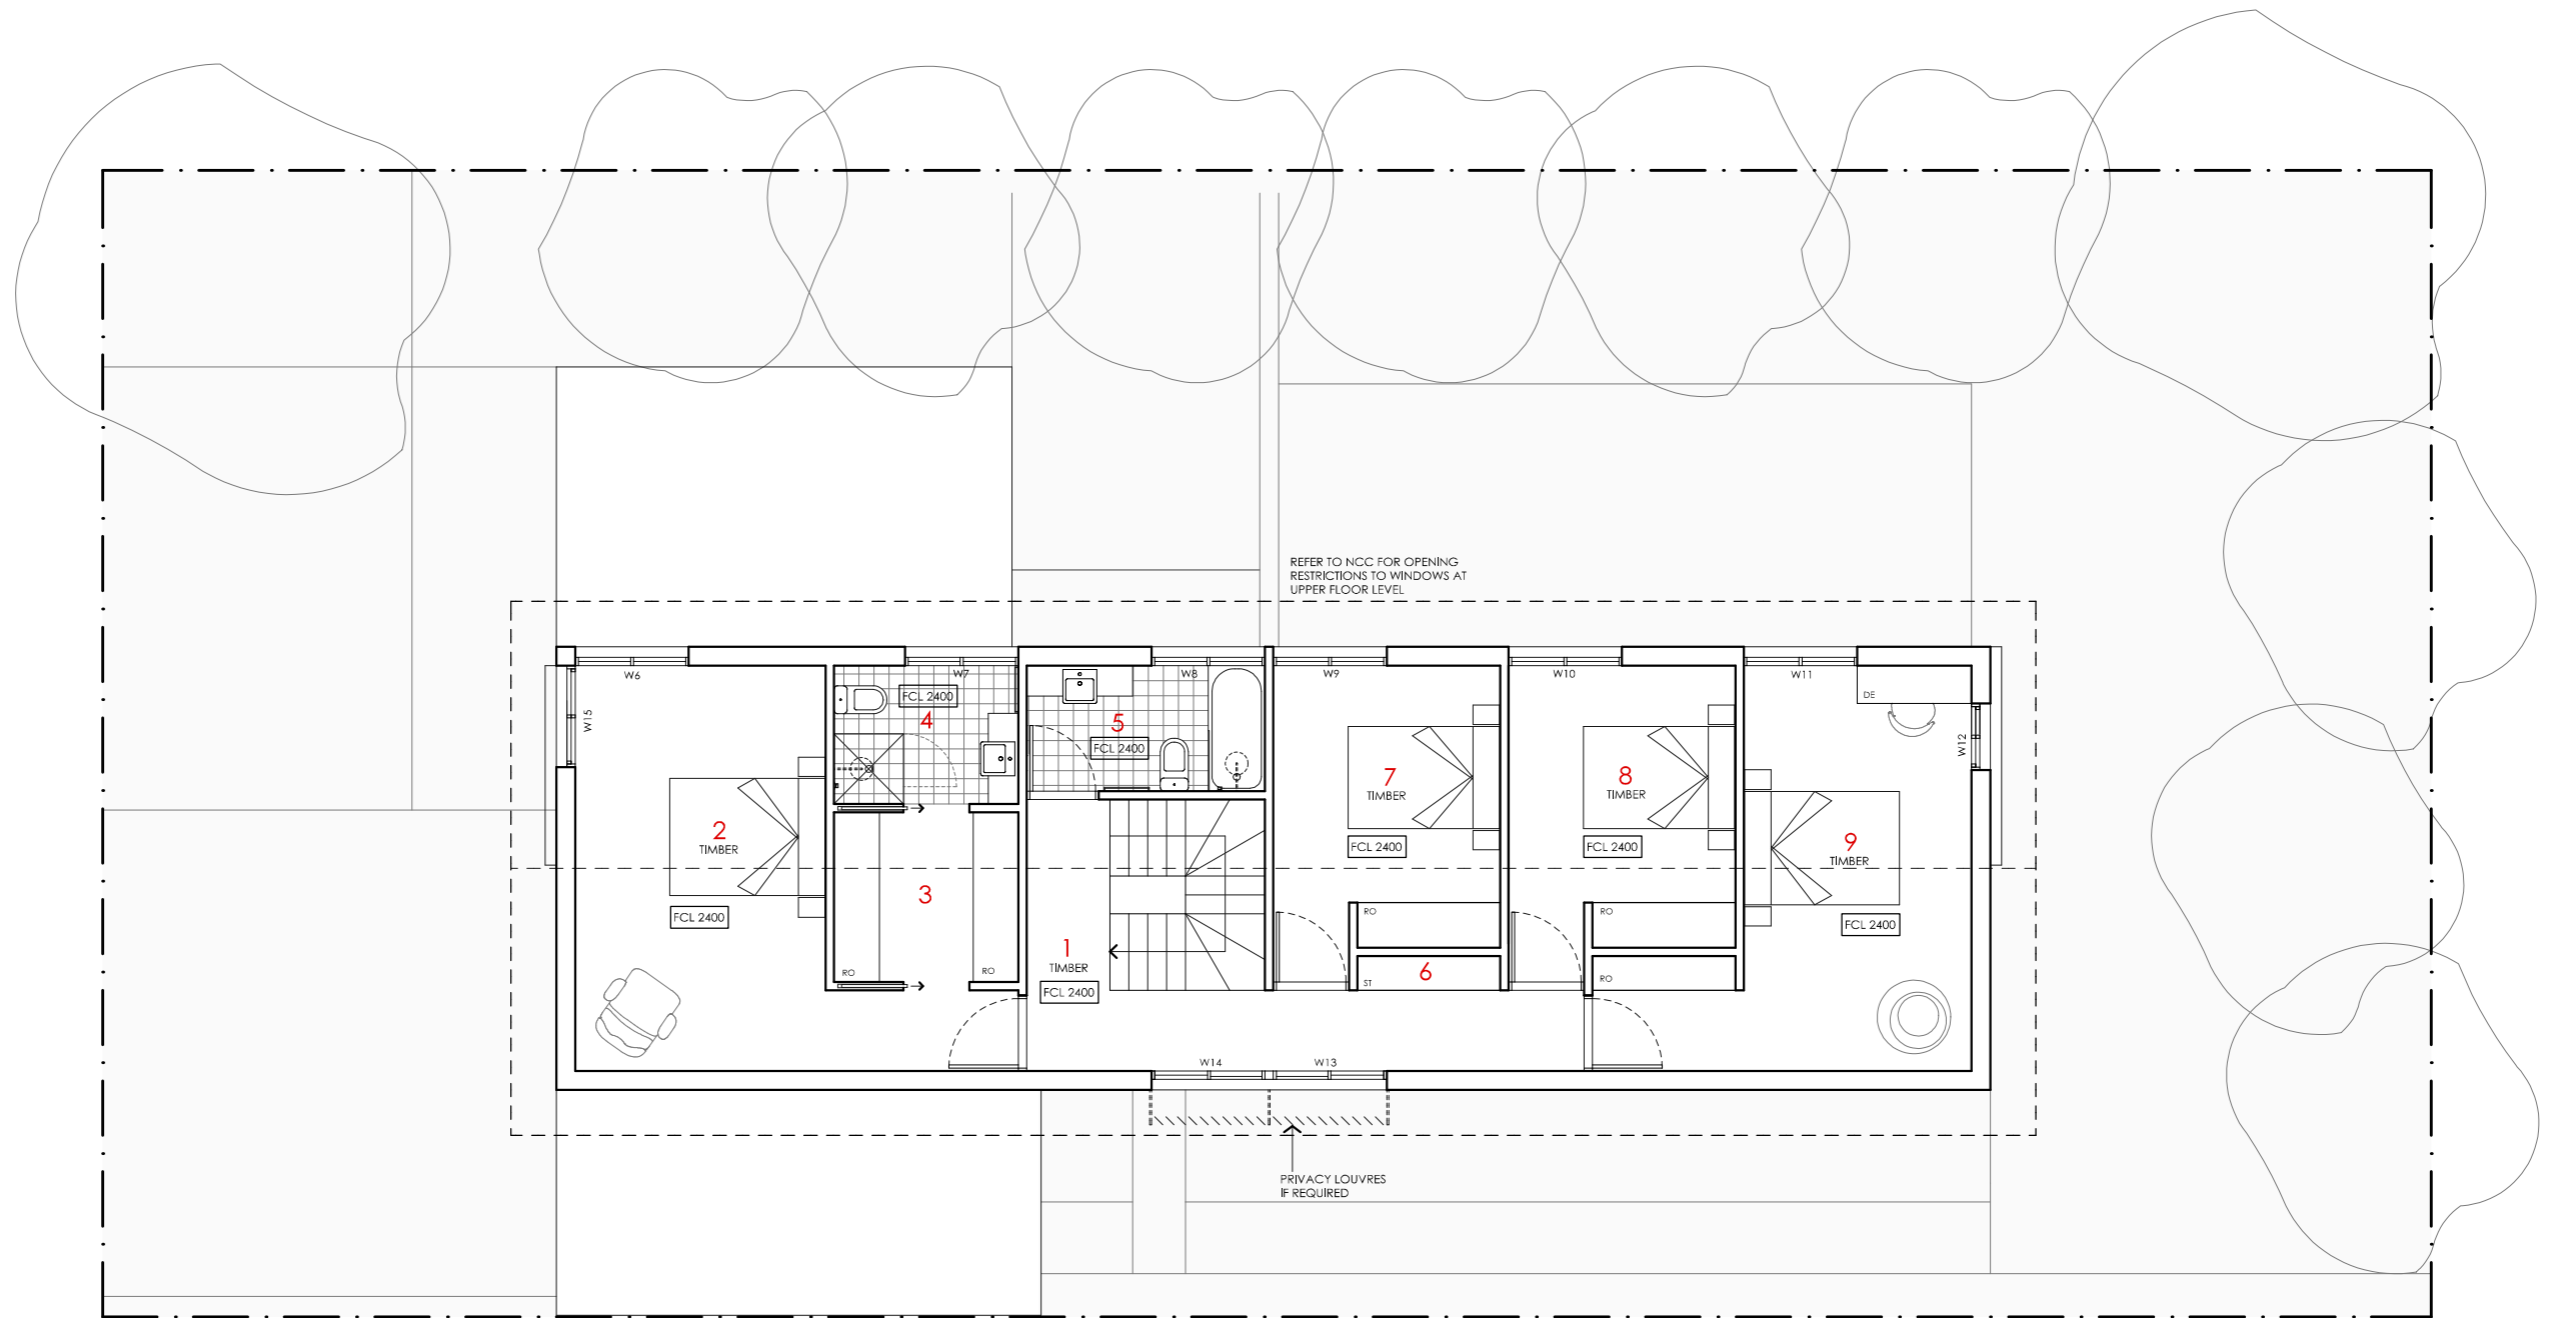 REFER TO NCC FOR OPENING
RESTRICTIONS TO WINDOWS AT
UPPER FLOOR LEVEL
W6
W7
W8
W9
W10
W11
W15
W12
DE
FCL 2400
4
5
FCL 2400
7
TIMBER
FCL 2400
8
TIMBER
FCL 2400
2
TIMBER
FCL 2400
9
TIMBER
FCL 2400
3
RO
RO
1
TIMBER
FCL 2400
RO
6
ST
RO
RO
W14
W13
PRIVACY LOUVRES
IF REQUIRED